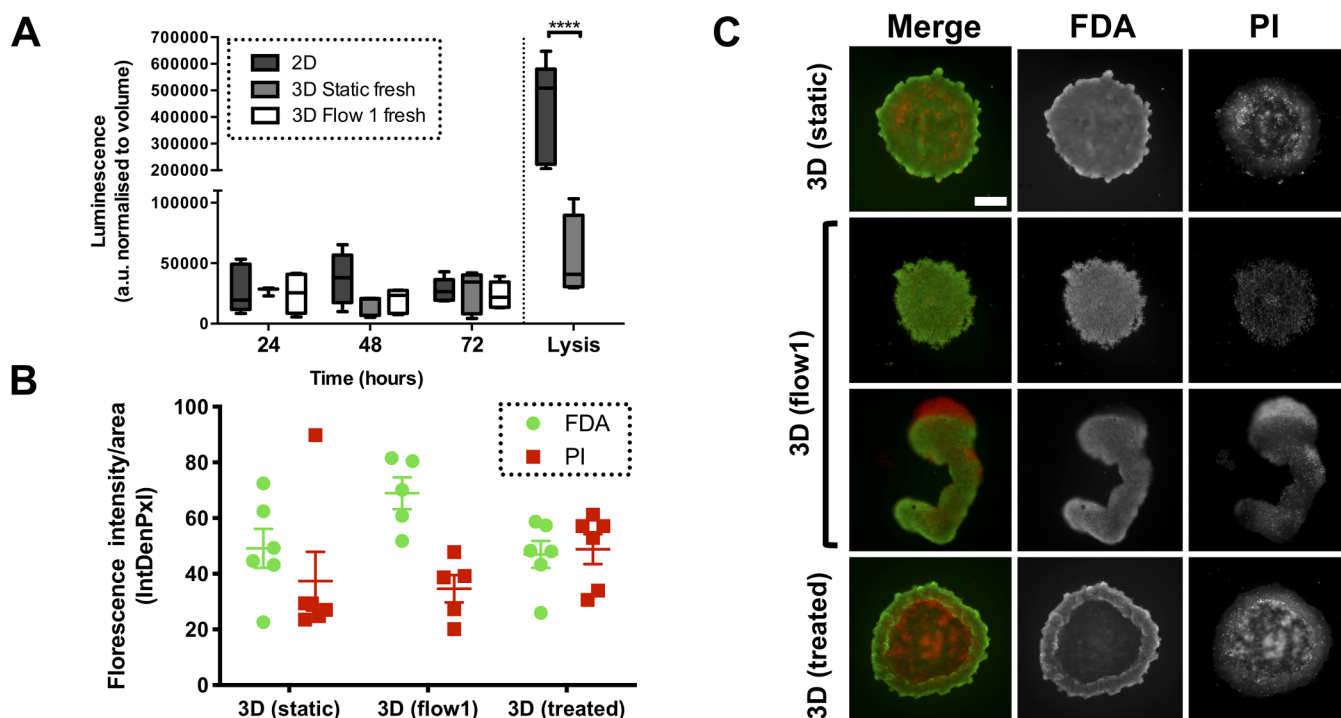 A
Luminescence
(a.u. normalised to volume)
700000
600000
500000
400000
300000
200000
100000
50000
0
2D
3D Static fresh
3D Flow 1 fresh
****
24
48
72
Lysis
Time (hours)
B
Florescence intensity/area
(IntDenPxl)
100
80
60
40
20
0
FDA
PI
3D (static)
3D (flow1)
3D (treated)
C
Merge
FDA
PI
3D (static)
3D (flow1)
3D (treated)